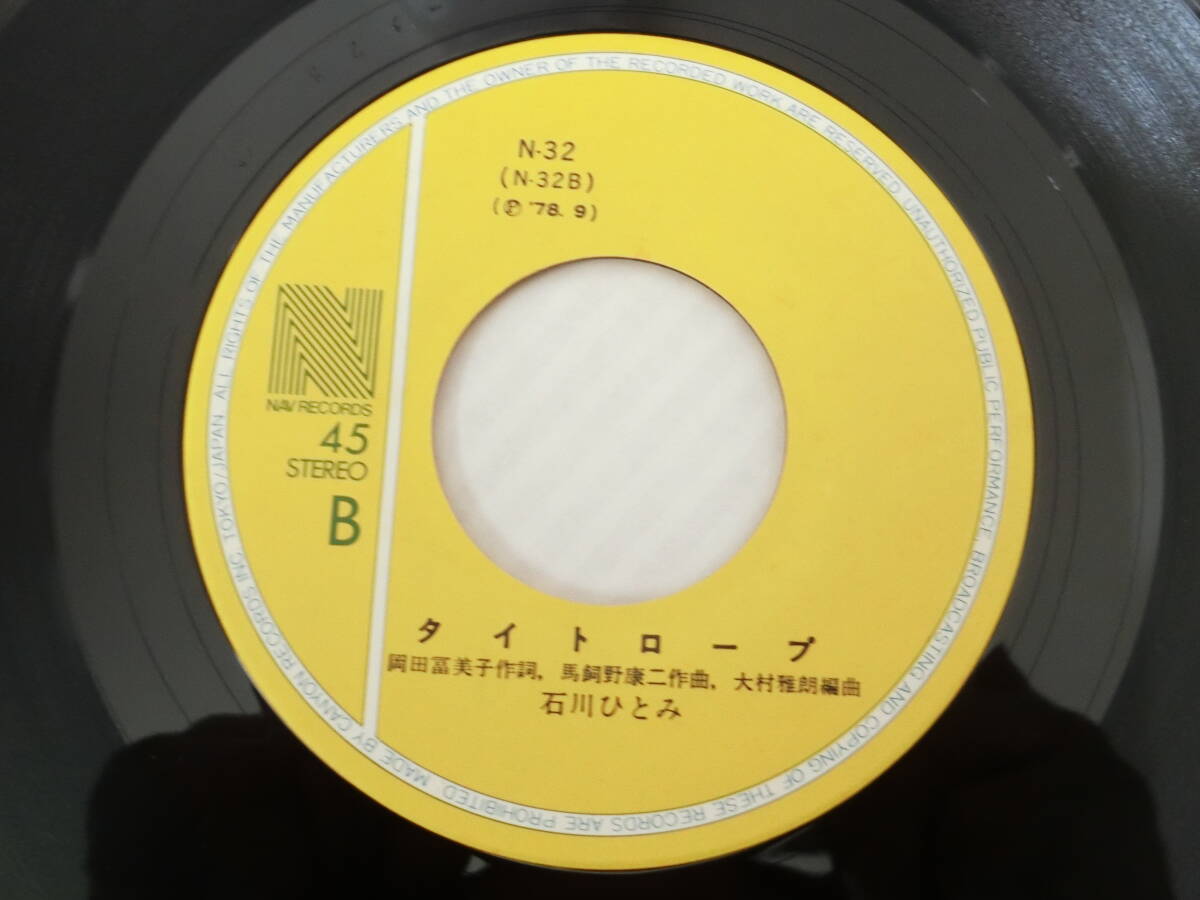 N-32
(N-32B)
(Ⓟ '78. 9)
NAV RECORDS
45
STEREO
B
タイトロープ
岡田冨美子作詞, 馬飼野康二作曲, 大村雅朗編曲
石川ひとみ
MADE BY CANYON RECORDS INC. TOKYO/JAPAN ALL RIGHTS OF THE MANUFACTURERS AND THE OWNER OF THE RECORDED WORK ARE RESERVED. UNAUTHORIZED PUBLIC PERFORMANCE, BROADCASTING AND COPYING OF THESE RECORDS ARE PROHIBITED